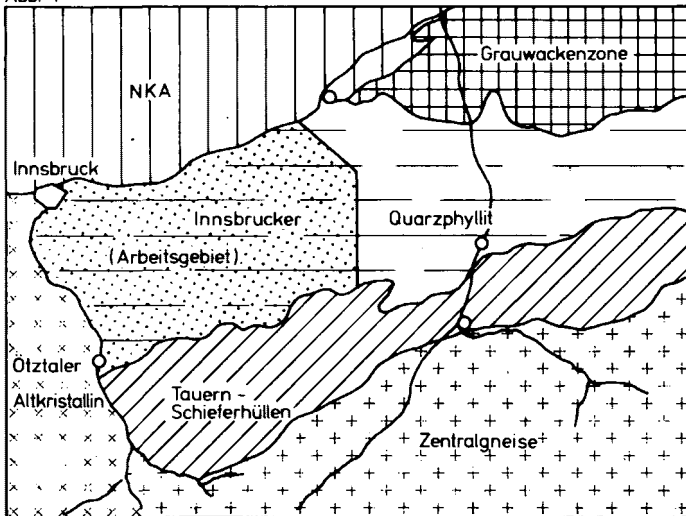 NKA
Grauwackenzone
Innsbruck
Innsbrucker
Quarzphyllit
(Arbeitsgebiet)
Ötztaler
Altkristallin
Tauern -
Schieferhüllen
Zentralgneise